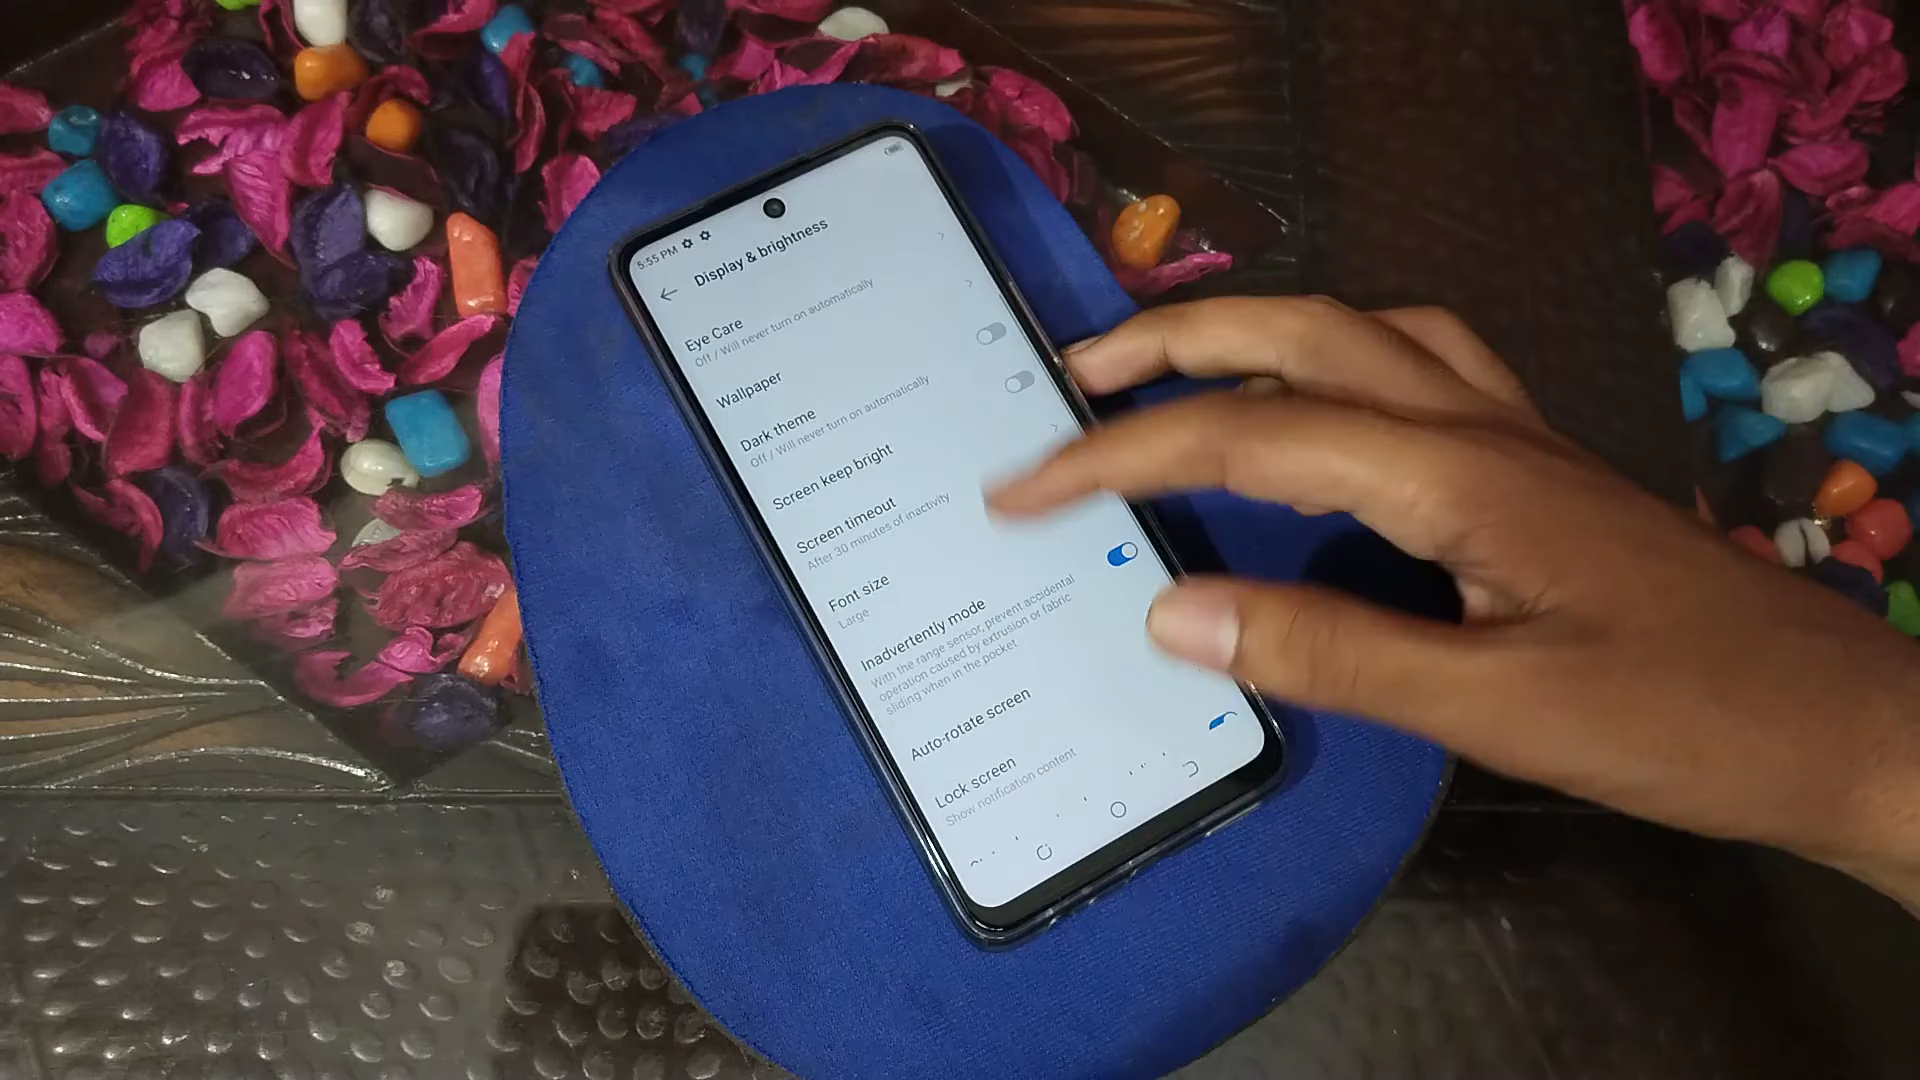 5:55 PM
Display & brightness
Eye Care
Off / Will never turn on automatically
Wallpaper
Dark theme
Off / Will never turn on automatically
Screen keep bright
Screen timeout
After 30 minutes of inactivity
Font size
Large
Inadvertently mode
With the range sensor, prevent accidental
operation caused by extrusion or fabric
sliding when in the pocket
Auto-rotate screen
Lock screen
Show notification content